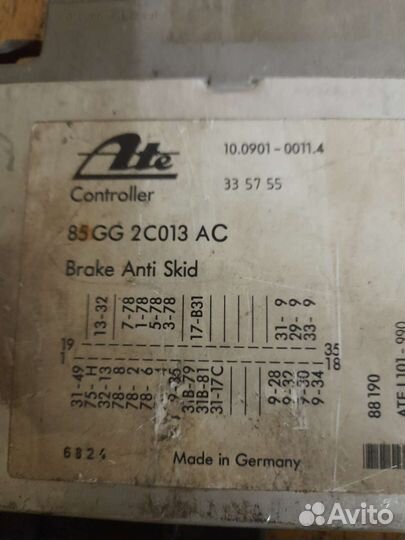 Ate
10.0901-0011.4
Controller
33 57 55
85GG 2C013 AC
Brake Anti Skid
13-32
7-78
1-78
5-78
3-78
17-B31
31-9
29-9
33-9
19
35
1
18
31-49
75-H
32-13
78-8
78-2
78-6
9-35
31B-79
31B-81
31-17C
9-28
9-32
9-30
9-34
6824
Made in Germany
88190
ATE L101-990
Avito